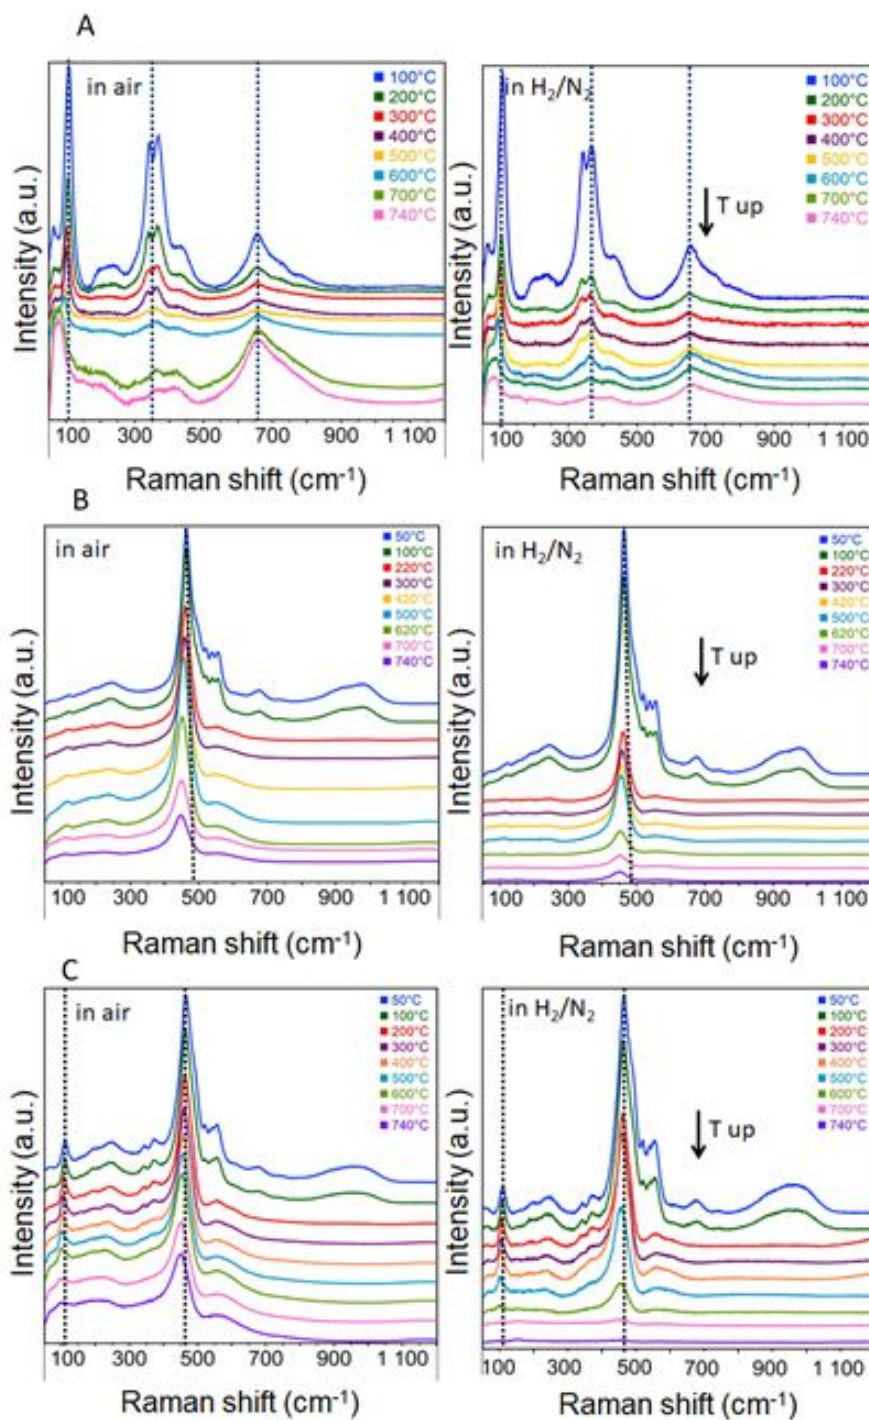 A
in air
100°C
200°C
300°C
400°C
500°C
600°C
700°C
740°C
Intensity (a.u.)
100 300 500 700 900 1 100
Raman shift (cm-1)
in H2/N2
100°C
200°C
300°C
400°C
500°C
600°C
700°C
740°C
T up
Intensity (a.u.)
100 300 500 700 900 1 100
Raman shift (cm-1)
B
in air
50°C
100°C
220°C
300°C
420°C
500°C
620°C
700°C
740°C
Intensity (a.u.)
100 300 500 700 900 1 100
Raman shift (cm-1)
in H2/N2
50°C
100°C
220°C
300°C
420°C
500°C
620°C
700°C
740°C
T up
Intensity (a.u.)
100 300 500 700 900 1 100
Raman shift (cm-1)
C
in air
50°C
100°C
200°C
300°C
400°C
500°C
600°C
700°C
740°C
Intensity (a.u.)
100 300 500 700 900 1 100
Raman shift (cm-1)
in H2/N2
50°C
100°C
200°C
300°C
400°C
500°C
600°C
700°C
740°C
T up
Intensity (a.u.)
100 300 500 700 900 1 100
Raman shift (cm-1)